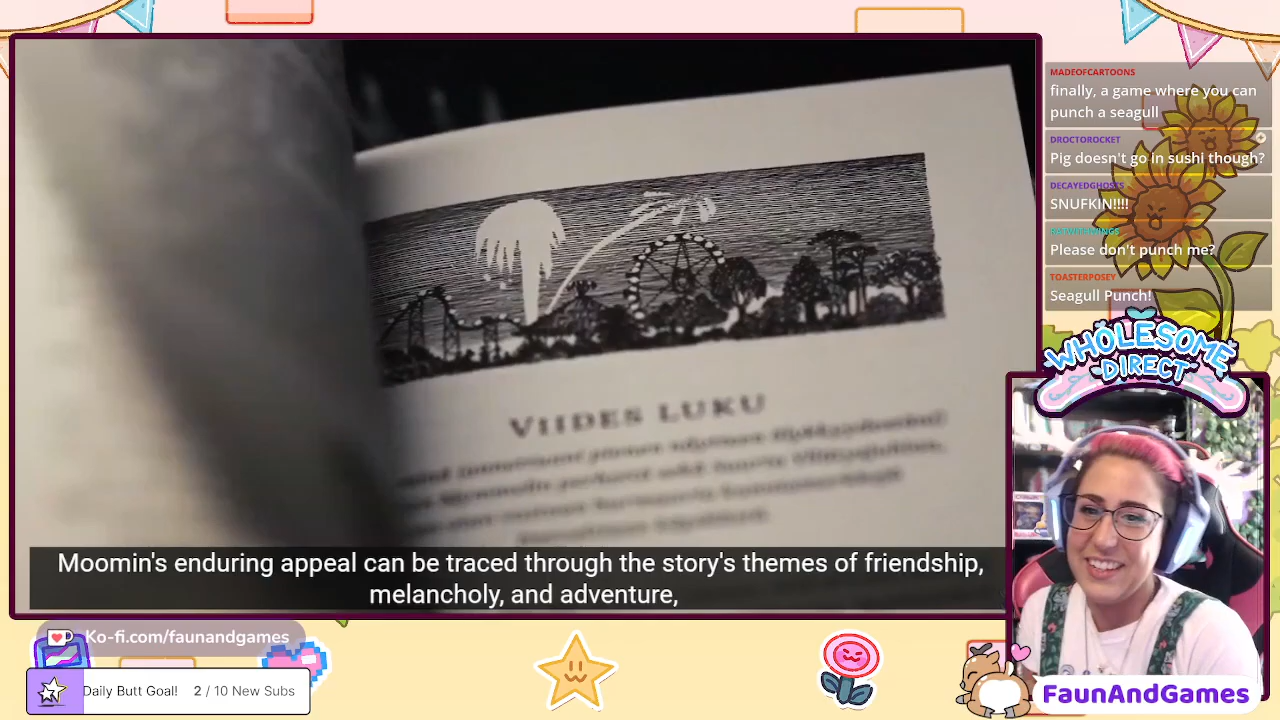 MADEOFCARTOONS
finally, a game where you can
punch a seagull
DROCTOROCKET
Pig doesn't go in sushi though?
DECAYEDGHOSTS
SNUFKIN!!!!
Please don't punch me?
TOASTERPOSEY
Seagull Punch!
WHOLESOME
DIRECT
VIIDES LUKU
Moomin's enduring appeal can be traced through the story's themes of friendship,
melancholy, and adventure,
Ko-fi.com/faunandgames
Daily Butt Goal! 2 / 10 New Subs
FaunAndGames